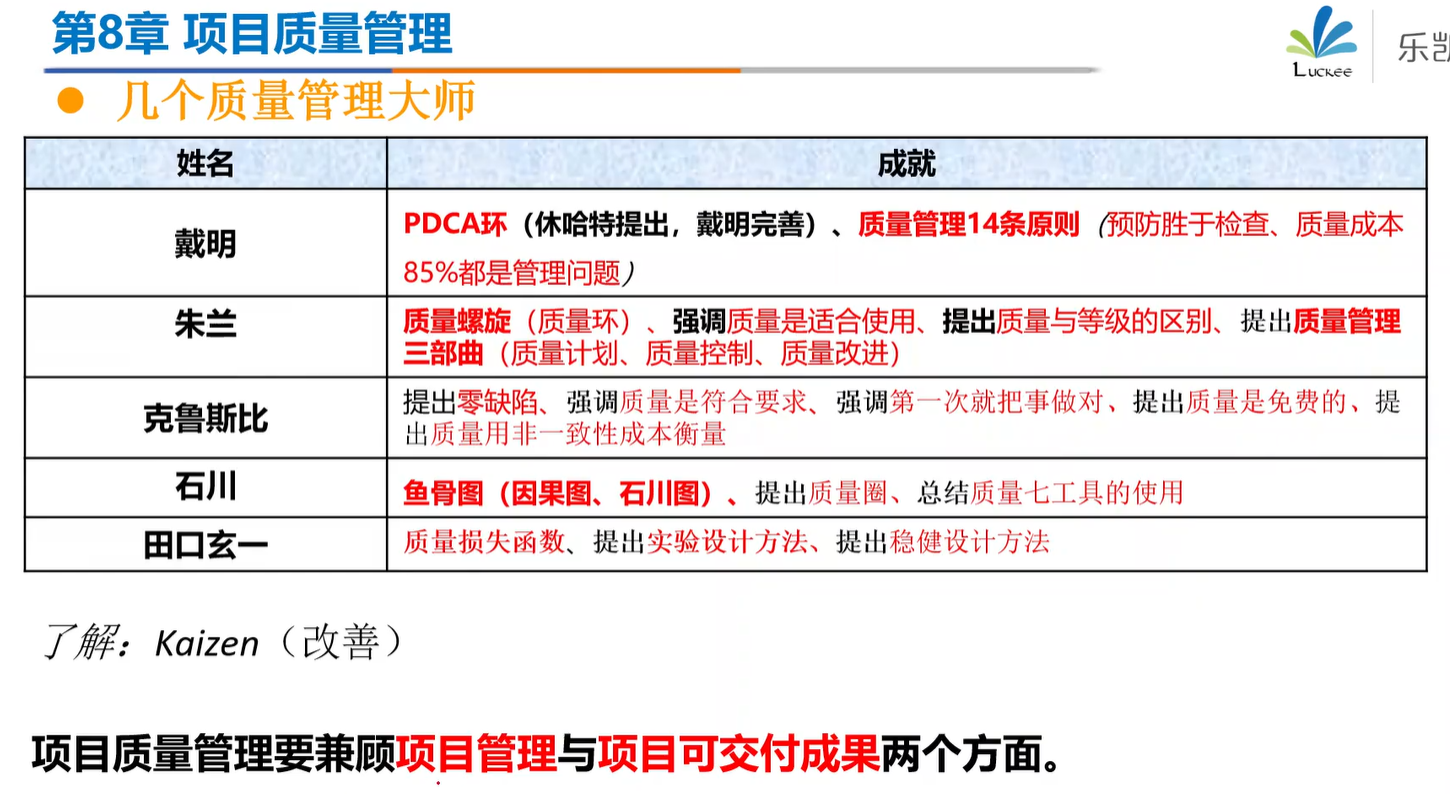 第8章 项目质量管理
Luckee
乐凯
● 几个质量管理大师
姓名
成就
戴明
PDCA环（休哈特提出，戴明完善）、质量管理14条原则（预防胜于检查、质量成本
85%都是管理问题）
朱兰
质量螺旋（质量环）、强调质量是适合使用、提出质量与等级的区别、提出质量管理
三部曲（质量计划、质量控制、质量改进）
克鲁斯比
提出零缺陷、强调质量是符合要求、强调第一次就把事做对、提出质量是免费的、提
出质量用非一致性成本衡量
石川
鱼骨图（因果图、石川图）、提出质量圈、总结质量七工具的使用
田口玄一
质量损失函数、提出实验设计方法、提出稳健设计方法
了解：Kaizen（改善）
项目质量管理要兼顾项目管理与项目可交付成果两个方面。